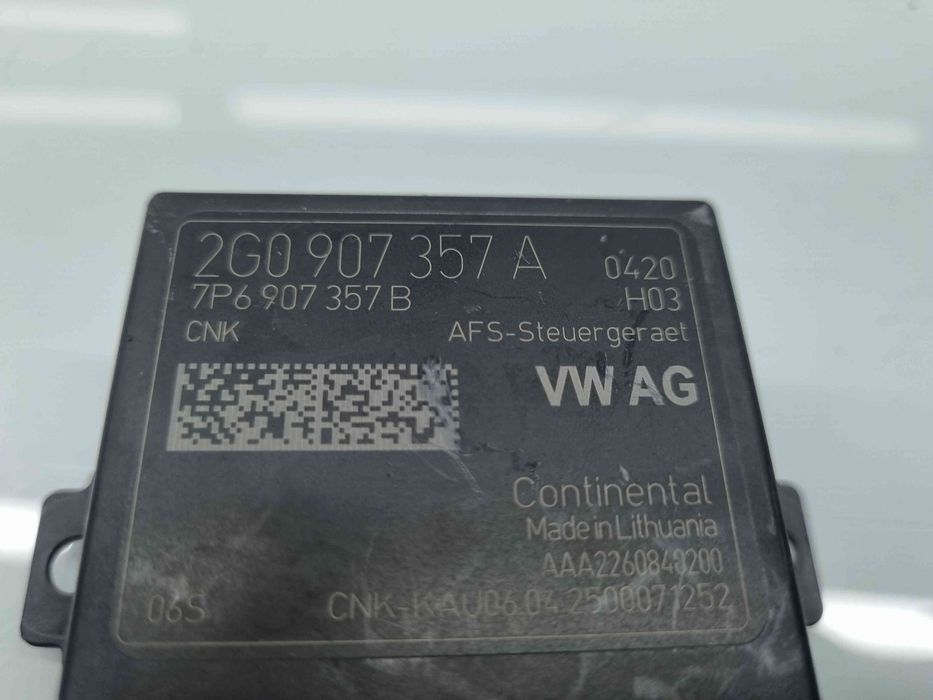 2G0 907 357 A 0420
7P6 907 357 B H03
CNK AFS-Steuergeraet
VW AG
Continental
Made in Lithuania
AAA2260840200
06S CNK-KAU06.04.2500071252